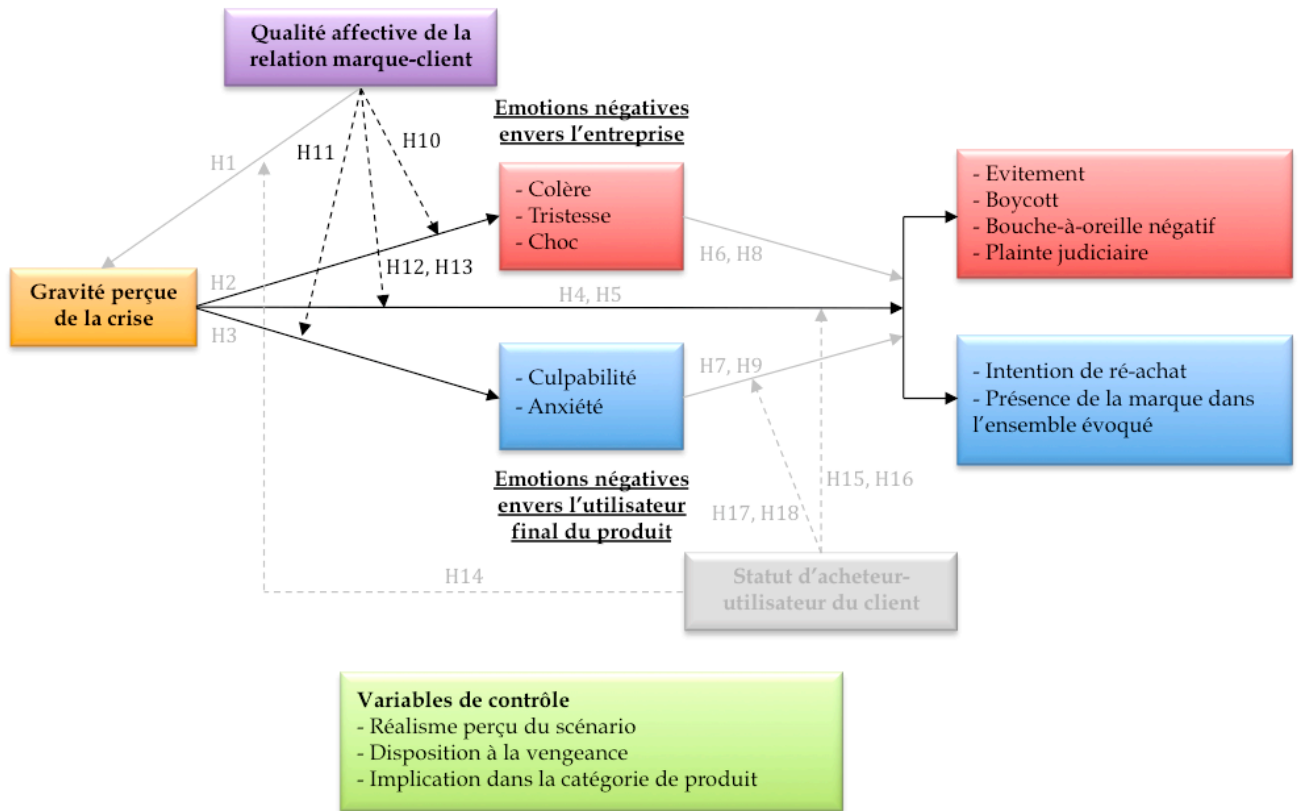 Qualité affective de la
relation marque-client
Emotions négatives
envers l'entreprise
H1
H11
H10
- Colère
- Tristesse
- Choc
- Evitement
- Boycott
- Bouche-à-oreille négatif
- Plainte judiciaire
H12, H13
H6, H8
Gravité perçue
de la crise
H2
H4, H5
H3
- Culpabilité
- Anxiété
H7, H9
- Intention de ré-achat
- Présence de la marque dans
l'ensemble évoqué
Emotions négatives
envers l'utilisateur
final du produit
H15, H16
H17, H18
H14
Statut d'acheteur-
utilisateur du client
Variables de contrôle
- Réalisme perçu du scénario
- Disposition à la vengeance
- Implication dans la catégorie de produit